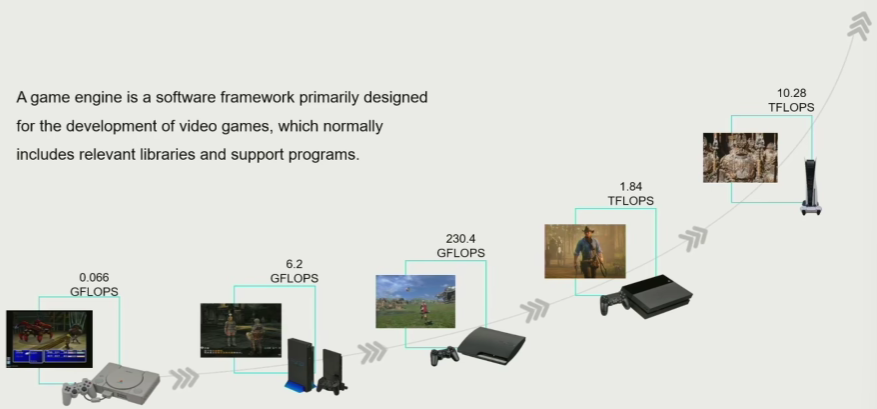 A game engine is a software framework primarily designed
for the development of video games, which normally
includes relevant libraries and support programs.
0.066
GFLOPS
6.2
GFLOPS
230.4
GFLOPS
1.84
TFLOPS
10.28
TFLOPS